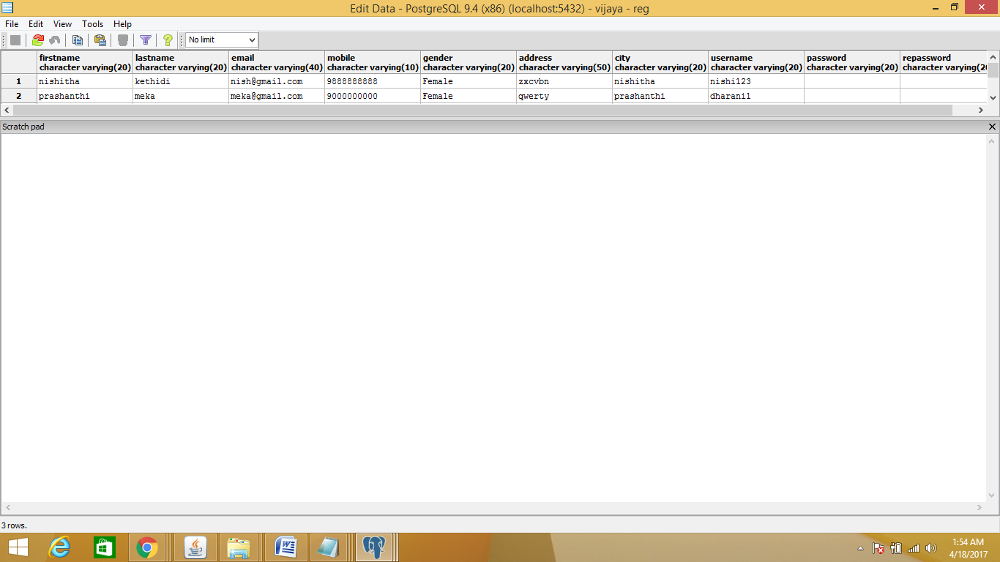 Edit Data - PostgreSQL 9.4 (x86) (localhost:5432) - vijaya - reg
File Edit View Tools Help
No limit
firstname lastname email mobile gender address city username password repassword
character varying(20) character varying(20) character varying(40) character varying(10) character varying(20) character varying(50) character varying(20) character varying(20) character varying(20) character varying(20
1 nishitha kethidi nish@gmail.com 9888888888 Female zxcvbn nishitha nishi123
2 prashanthi meka meka@gmail.com 9000000000 Female qwerty prashanthi dharani1
Scratch pad
3 rows.
1:54 AM
4/18/2017